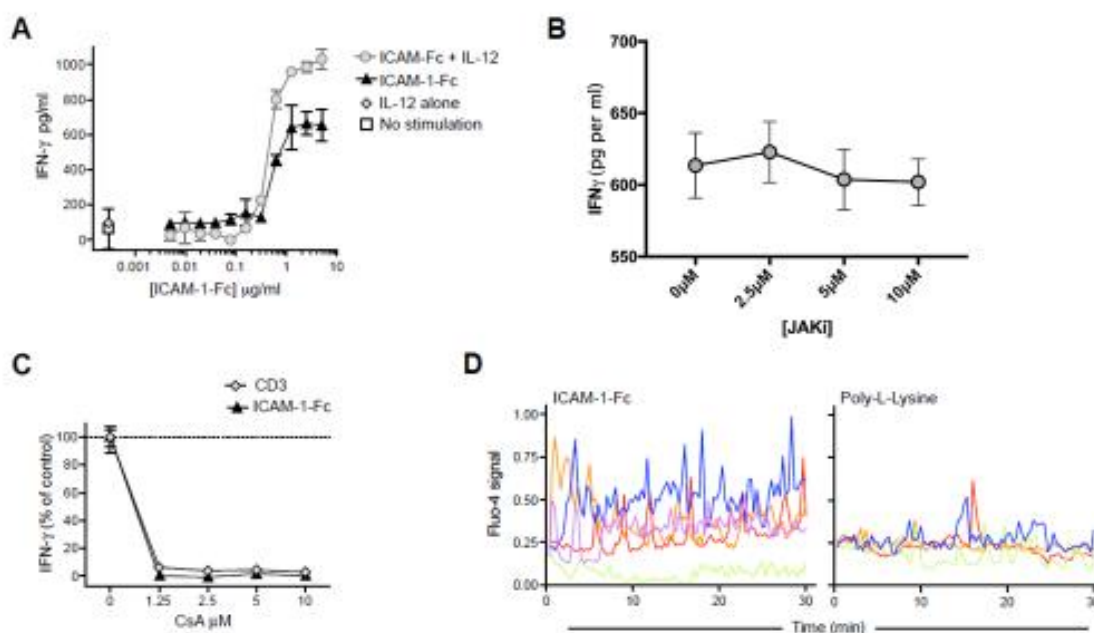 A
IFN-γ pg/ml
1000
800
600
400
200
0
0.001
0.01
0.1
1
10
[ICAM-1-Fc] μg/ml
ICAM-Fc + IL-12
ICAM-1-Fc
IL-12 alone
No stimulation
B
IFNγ (pg per ml)
700
650
600
550
0μM
2.5μM
5μM
10μM
[JAKi]
C
CD3
ICAM-1-Fc
IFN-γ (% of control)
100
80
60
40
20
0
0
1.25
2.5
5
10
CsA μM
D
ICAM-1-Fc
Poly-L-Lysine
Fluo-4 signal
1.00
0.75
0.50
0.25
0.00
0
10
20
30
0
10
20
30
Time (min)